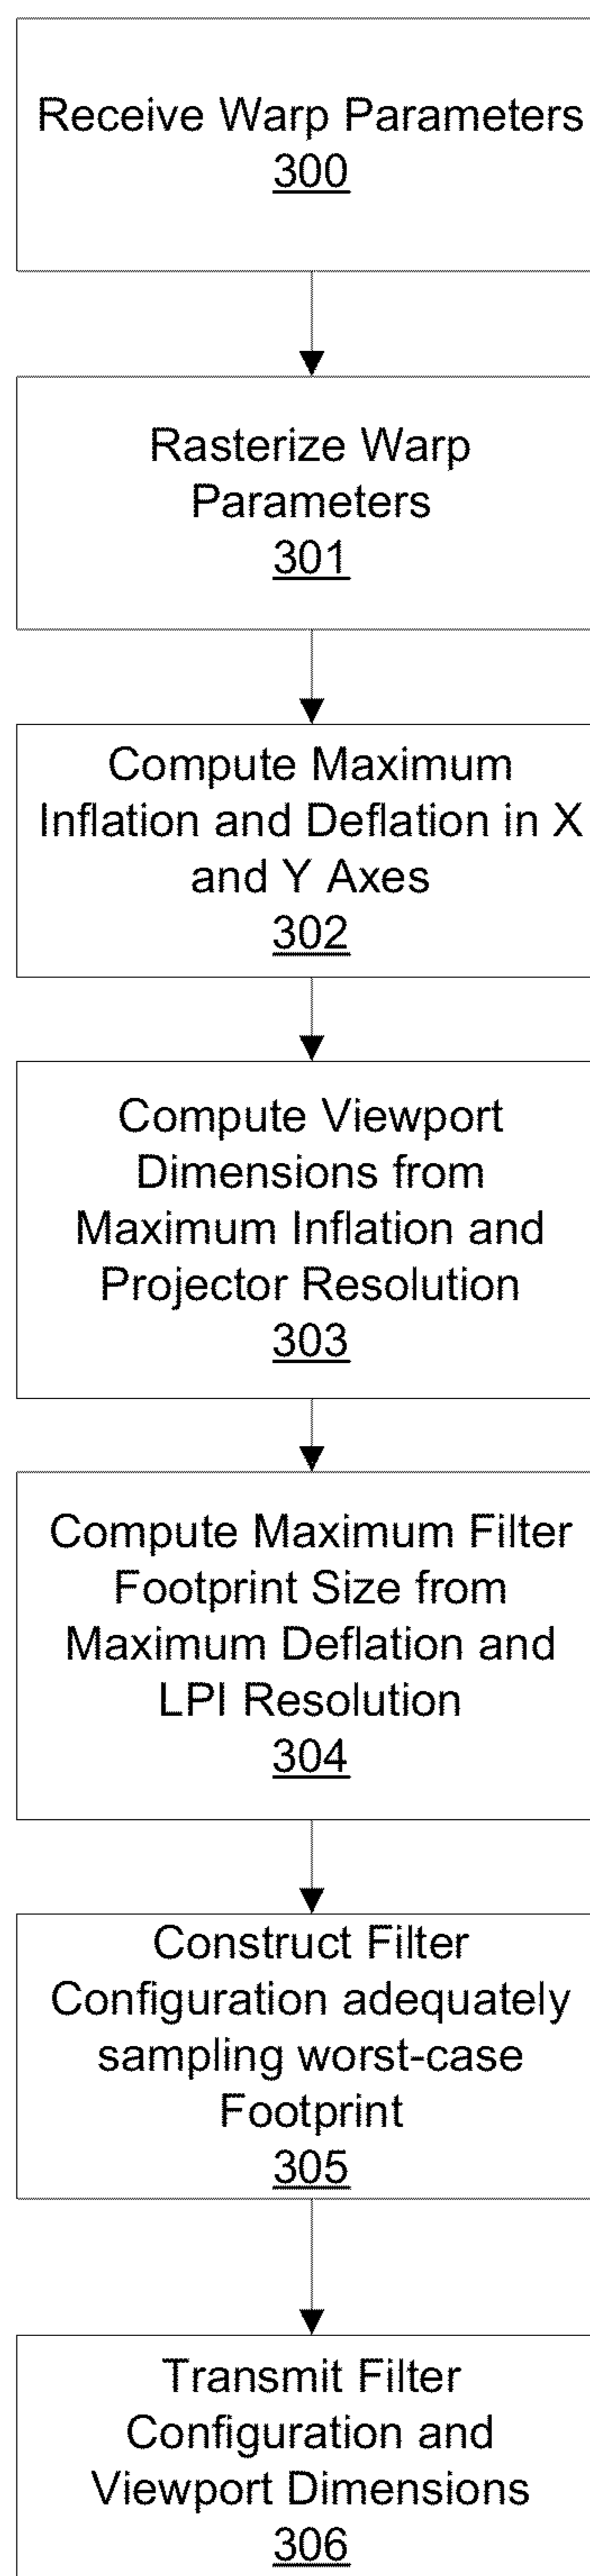 Receive Warp Parameters
300
Rasterize Warp
Parameters
301
Compute Maximum
Inflation and Deflation in X
and Y Axes
302
Compute Viewport
Dimensions from
Maximum Inflation and
Projector Resolution
303
Compute Maximum Filter
Footprint Size from
Maximum Deflation and
LPI Resolution
304
Construct Filter
Configuration adequately
sampling worst-case
Footprint
305
Transmit Filter
Configuration and
Viewport Dimensions
306